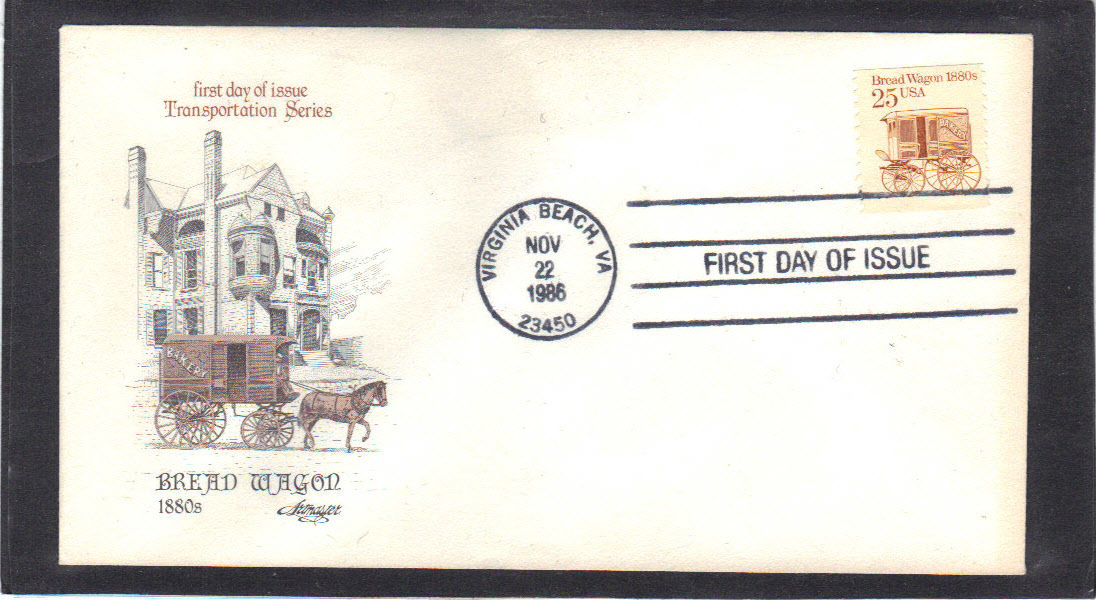 first day of issue
Transportation Series
Bread Wagon 1880s
25 USA
BAKERY
VIRGINIA BEACH, VA
NOV
22
1986
23450
FIRST DAY OF ISSUE
BAKERY
BREAD WAGON
1880s
Artmaster